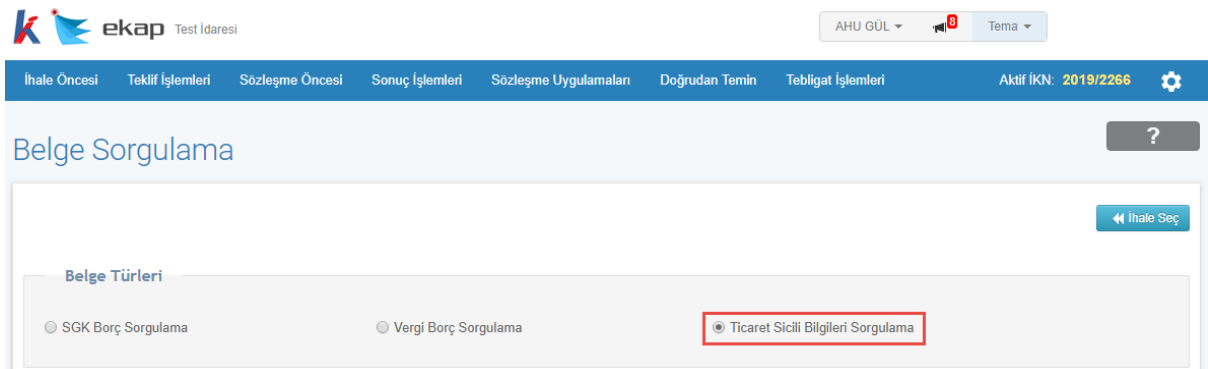 ekap Test İdaresi
AHU GÜL
8
Tema
İhale Öncesi Teklif İşlemleri Sözleşme Öncesi Sonuç İşlemleri Sözleşme Uygulamaları Doğrudan Temin Tebligat İşlemleri Aktif İKN: 2019/2266
Belge Sorgulama
?
İhale Seç
Belge Türleri
SGK Borç Sorgulama Vergi Borç Sorgulama Ticaret Sicili Bilgileri Sorgulama